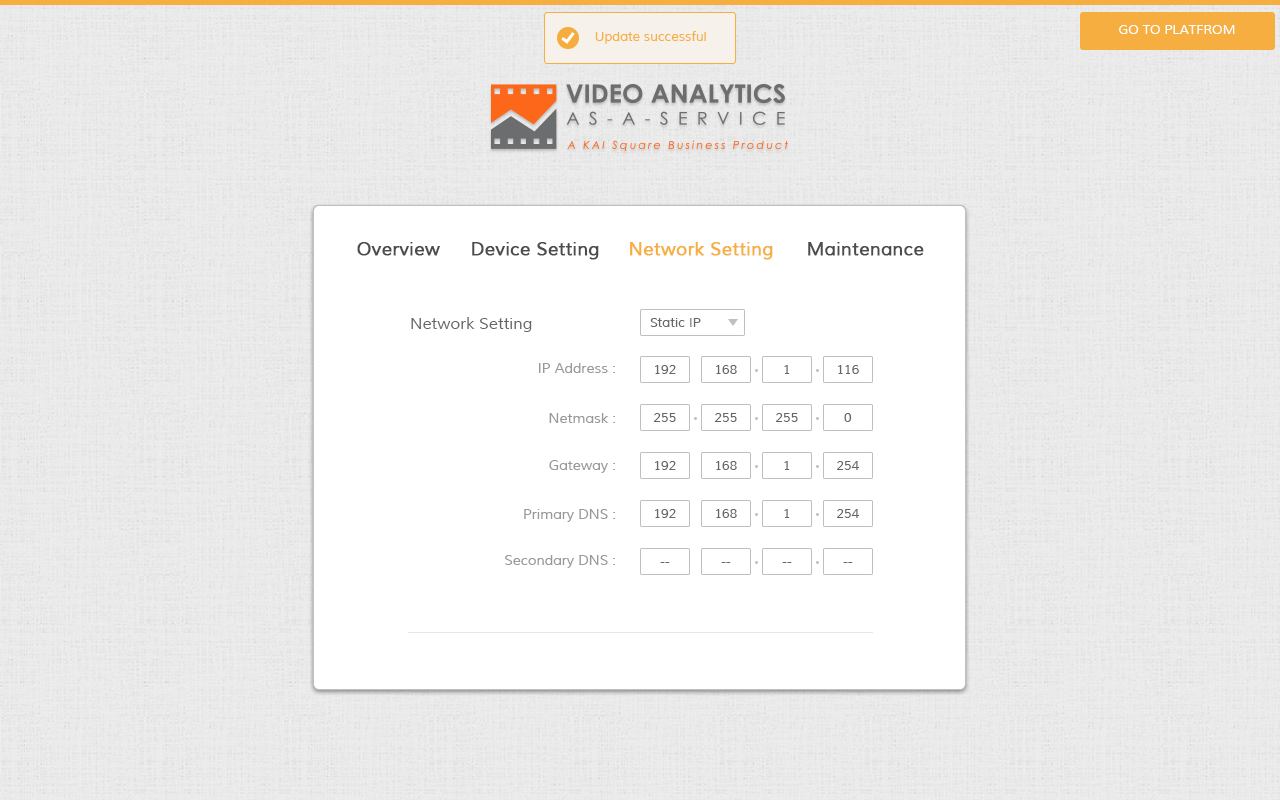 Update successful
GO TO PLATFROM
VIDEO ANALYTICS
AS-A-SERVICE
A KAI Square Business Product
Overview Device Setting Network Setting Maintenance
Network Setting Static IP
IP Address : 192 168 . 1 . 116
Netmask : 255 . 255 . 255 . 0
Gateway : 192 168 . 1 . 254
Primary DNS : 192 168 . 1 . 254
Secondary DNS : -- -- . -- . --